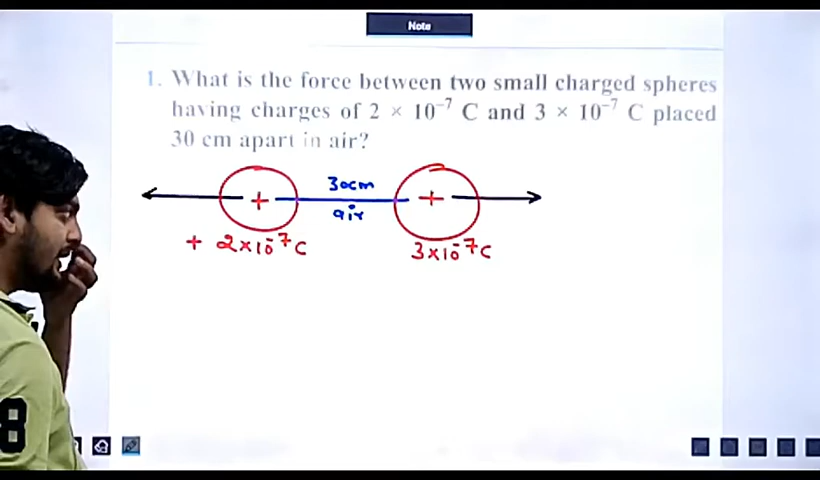 Note
1. What is the force between two small charged spheres
having charges of 2 × 10⁻⁷ C and 3 × 10⁻⁷ C placed
30 cm apart in air?
30cm
+ +
air
+ 2×10⁻⁷C 3×10⁻⁷C
8